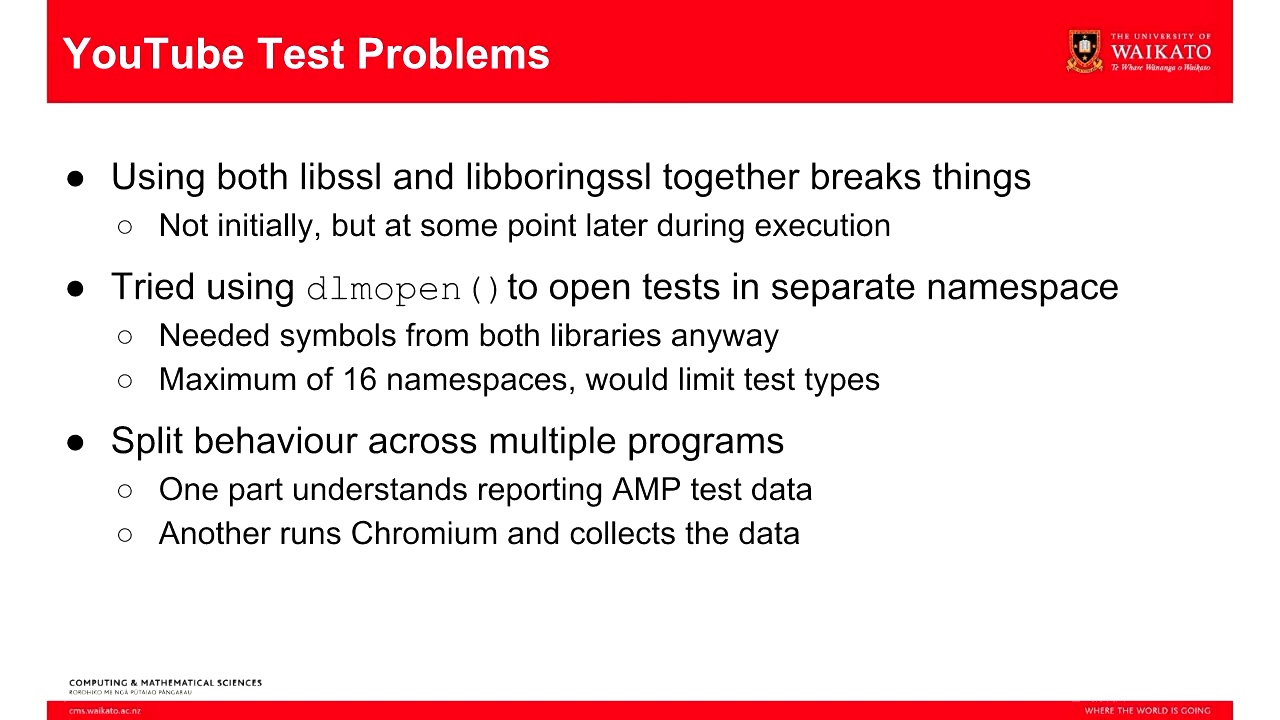 YouTube Test Problems
THE UNIVERSITY OF
WAIKATO
Te Whare Wānanga o Waikato
● Using both libssl and libboringssl together breaks things
○ Not initially, but at some point later during execution
● Tried using dlmopen() to open tests in separate namespace
○ Needed symbols from both libraries anyway
○ Maximum of 16 namespaces, would limit test types
● Split behaviour across multiple programs
○ One part understands reporting AMP test data
○ Another runs Chromium and collects the data
COMPUTING & MATHEMATICAL SCIENCES
ROROHIKO ME NGĀ PŪTAIAO PĀNGARAU
cms.waikato.ac.nz
WHERE THE WORLD IS GOING